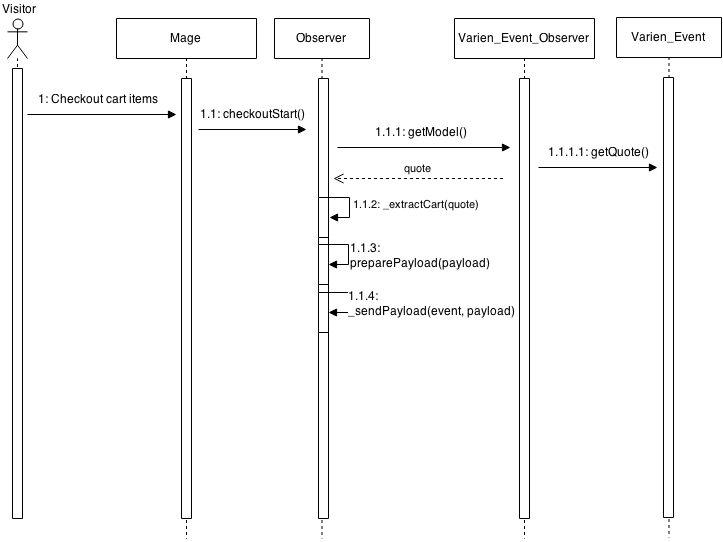 Visitor
Mage
Observer
Varien_Event_Observer
Varien_Event
1: Checkout cart items
1.1: checkoutStart()
1.1.1: getModel()
1.1.1.1: getQuote()
quote
1.1.2: _extractCart(quote)
1.1.3:
preparePayload(payload)
1.1.4:
_sendPayload(event, payload)